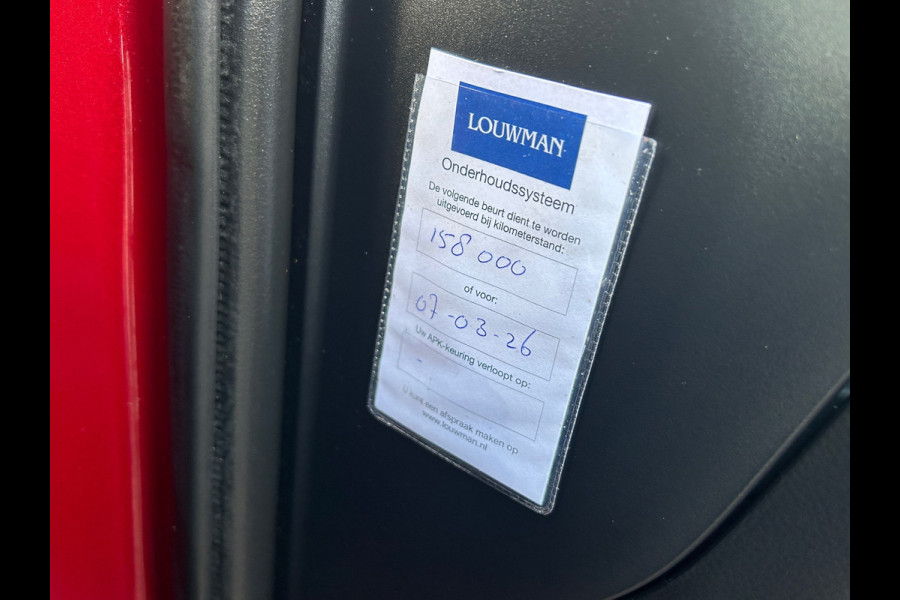 LOUWMAN
Onderhoudssysteem
De volgende beurt dient te worden
uitgevoerd bij kilometerstand:
158 000
of voor:
07-03-26
Uw APK-keuring verloopt op:
-
U kunt een afspraak maken op
www.louwman.nl